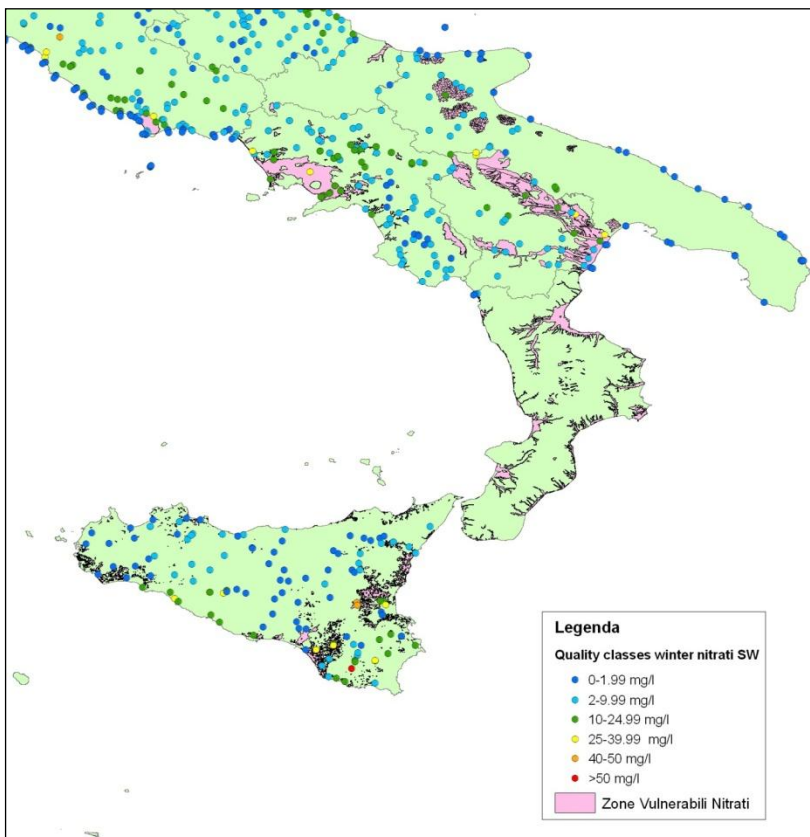 Legenda
Quality classes winter nitrati SW
0-1.99 mg/l
2-9.99 mg/l
10-24.99 mg/l
25-39.99 mg/l
40-50 mg/l
>50 mg/l
Zone Vulnerabili Nitrati